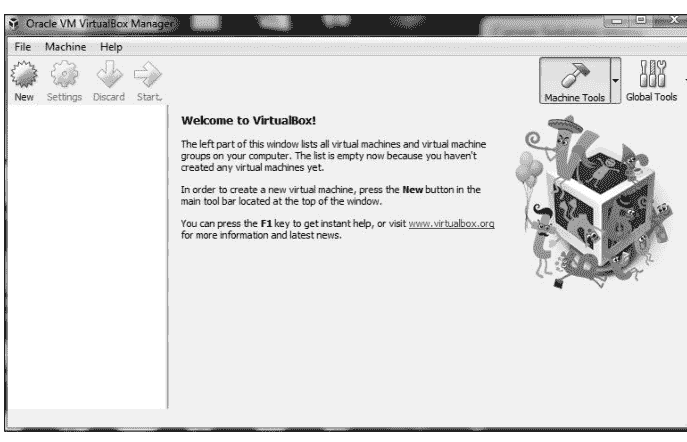 Oracle VM VirtualBox Manager
File Machine Help
New Settings Discard Start
Machine Tools Global Tools
Welcome to VirtualBox!
The left part of this window lists all virtual machines and virtual machine
groups on your computer. The list is empty now because you haven't
created any virtual machines yet.
In order to create a new virtual machine, press the New button in the
main tool bar located at the top of the window.
You can press the F1 key to get instant help, or visit www.virtualbox.org
for more information and latest news.